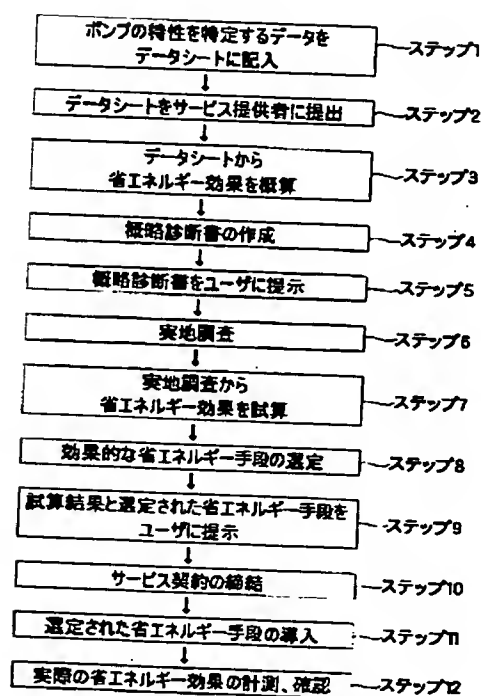 ポンプの特性を特定するデータを
データシートに記入
ステップ1
データシートをサービス提供者に提出
ステップ2
データシートから
省エネルギー効果を概算
ステップ3
概略診断書の作成
ステップ4
概略診断書をユーザに提示
ステップ5
実地調査
ステップ6
実地調査から
省エネルギー効果を試算
ステップ7
効果的な省エネルギー手段の選定
ステップ8
試算結果と選定された省エネルギー手段を
ユーザに提示
ステップ9
サービス契約の締結
ステップ10
選定された省エネルギー手段の導入
ステップ11
実際の省エネルギー効果の計測、確認
ステップ12